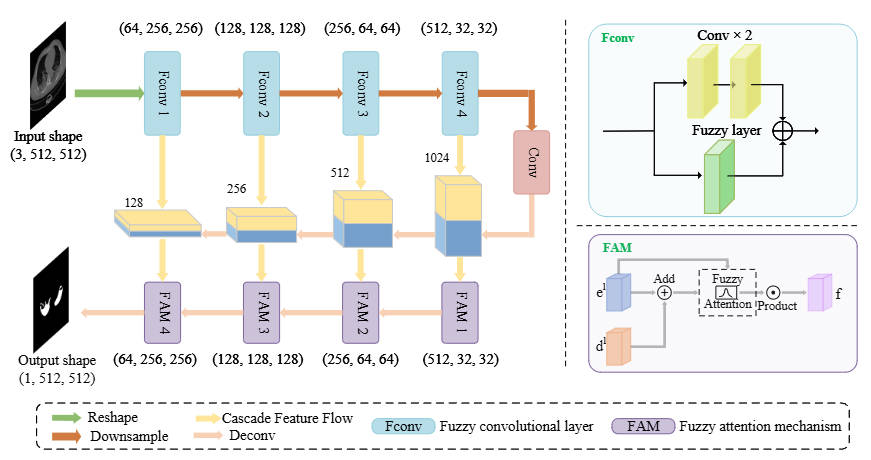 (64, 256, 256) (128, 128, 128) (256, 64, 64) (512, 32, 32)
Fconv 1
Fconv 2
Fconv 3
Fconv 4
Conv
Input shape
(3, 512, 512)
128
256
512
1024
FAM 4
FAM 3
FAM 2
FAM 1
Output shape
(1, 512, 512)
(64, 256, 256) (128, 128, 128) (256, 64, 64) (512, 32, 32)
Fconv
Conv × 2
Fuzzy layer
FAM
Add
Fuzzy
Attention
Product
e^l
d^l
f
Reshape
Downsample
Cascade Feature Flow
Deconv
Fconv Fuzzy convolutional layer
FAM Fuzzy attention mechanism